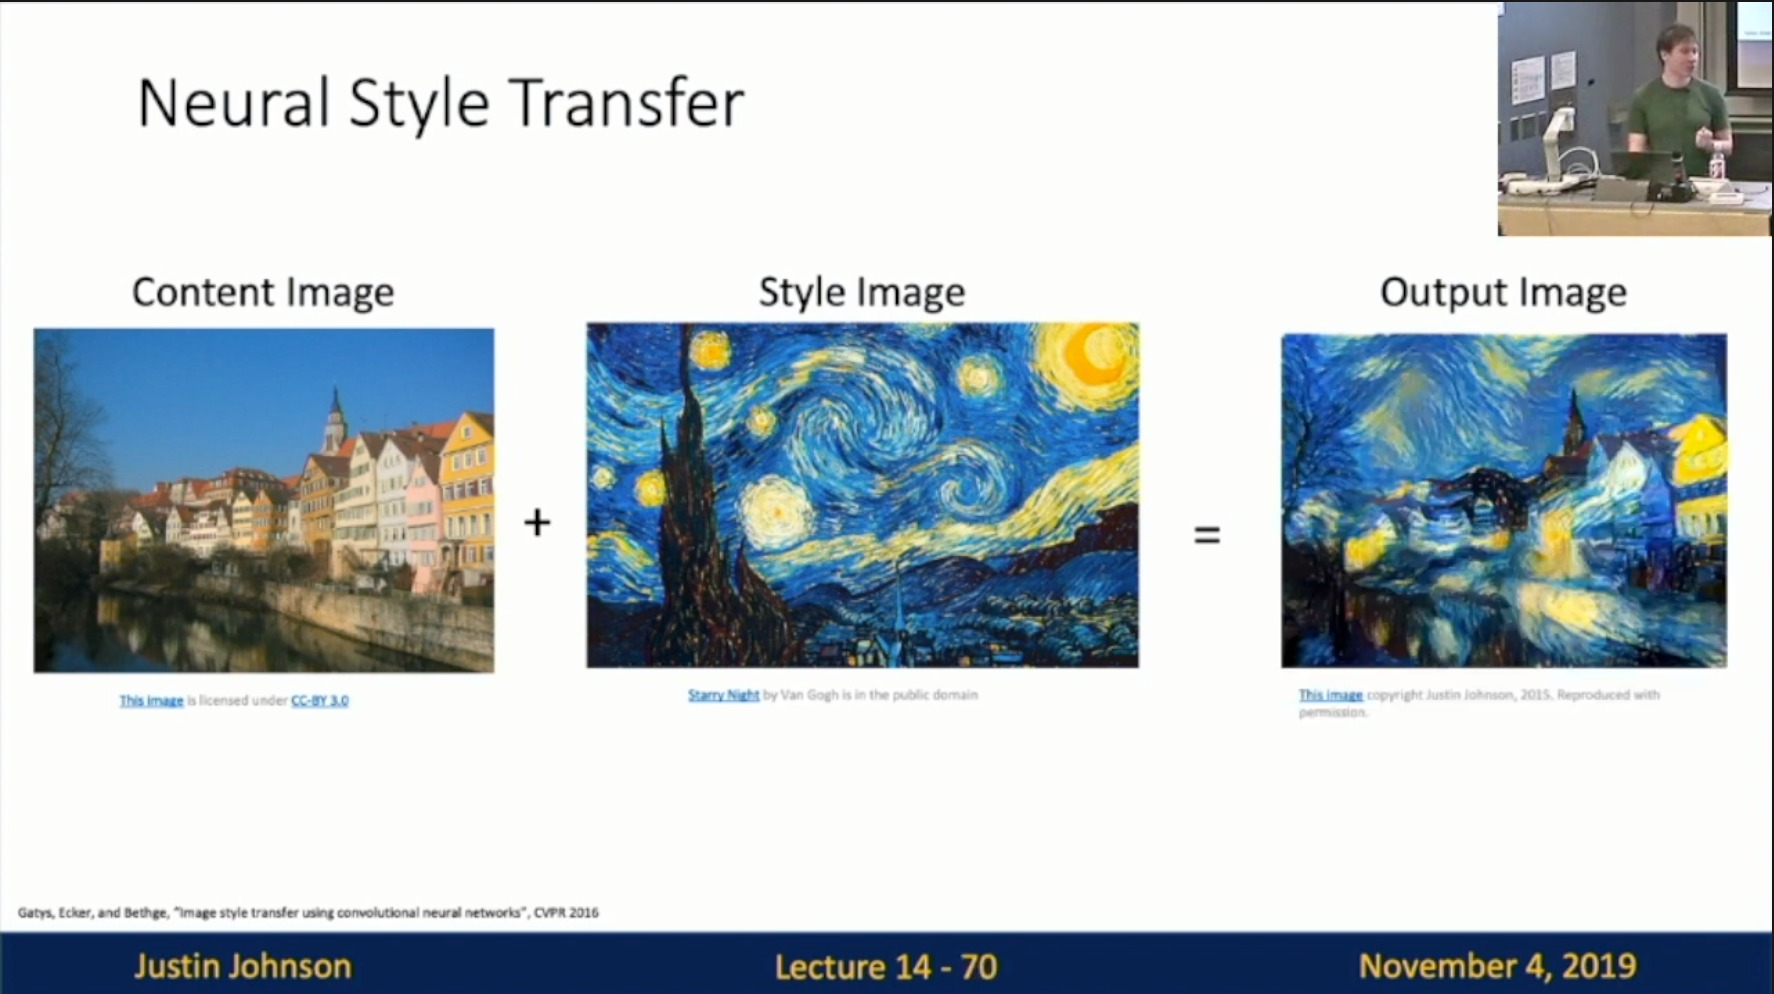 Neural Style Transfer
Content Image
Style Image
Output Image
+
=
This image is licensed under CC-BY 3.0
Starry Night by Van Gogh is in the public domain
This image copyright Justin Johnson, 2015. Reproduced with
permission.
Gatys, Ecker, and Bethge, "Image style transfer using convolutional neural networks", CVPR 2016
Justin Johnson
Lecture 14 - 70
November 4, 2019